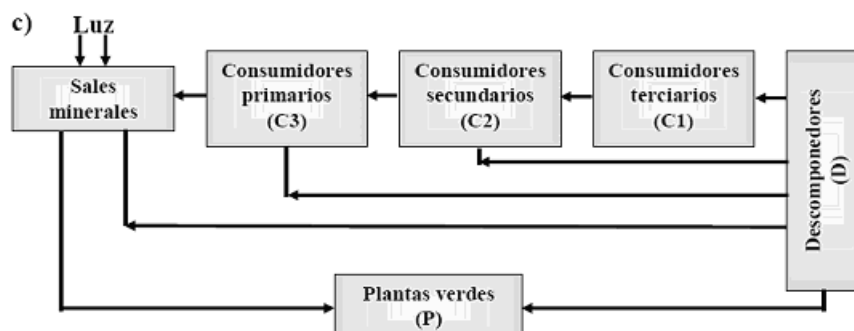 c)
Luz
Sales
minerales
Consumidores
primarios
(C3)
Consumidores
secundarios
(C2)
Consumidores
terciarios
(C1)
Descomponedores
(D)
Plantas verdes
(P)